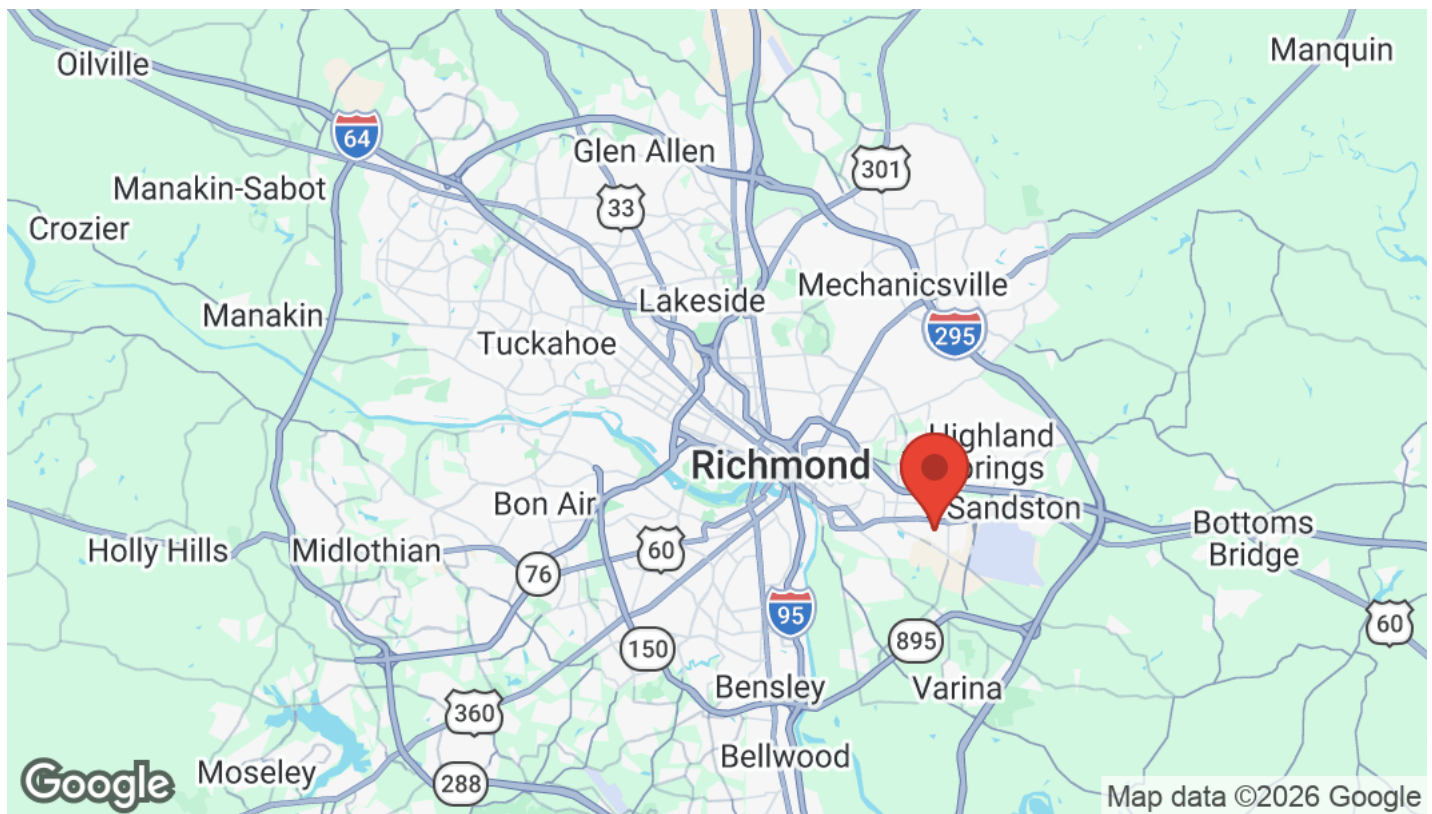 Oilville
Manquin
64
Glen Allen
301
Manakin-Sabot
33
Crozier
Mechanicsville
Lakeside
Manakin
295
Tuckahoe
Highland
Richmond
Bon Air
Sandston
Bottoms
Bridge
Holly Hills
Midlothian
60
76
95
60
150
895
Bensley
Varina
360
Bellwood
Moseley
288
Google
Map data ©2026 Google